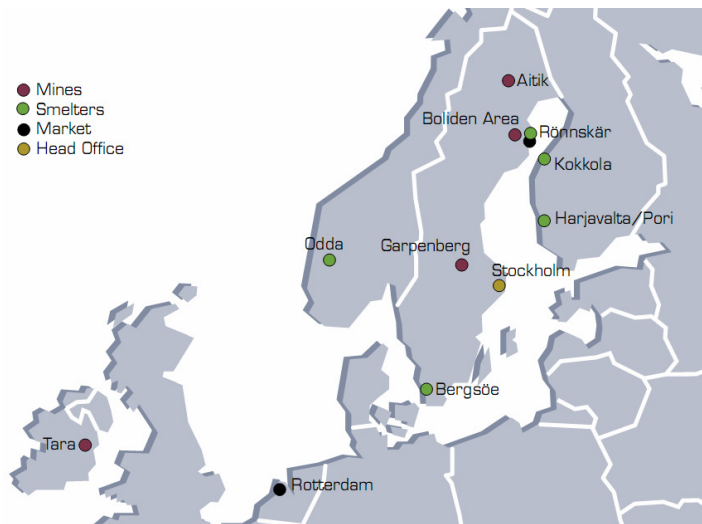 Mines
Smelters
Market
Head Office
Aitik
Boliden Area
Rönnskär
Kokkola
Harjavalta/Pori
Odda
Garpenberg
Stockholm
Bergsöe
Tara
Rotterdam